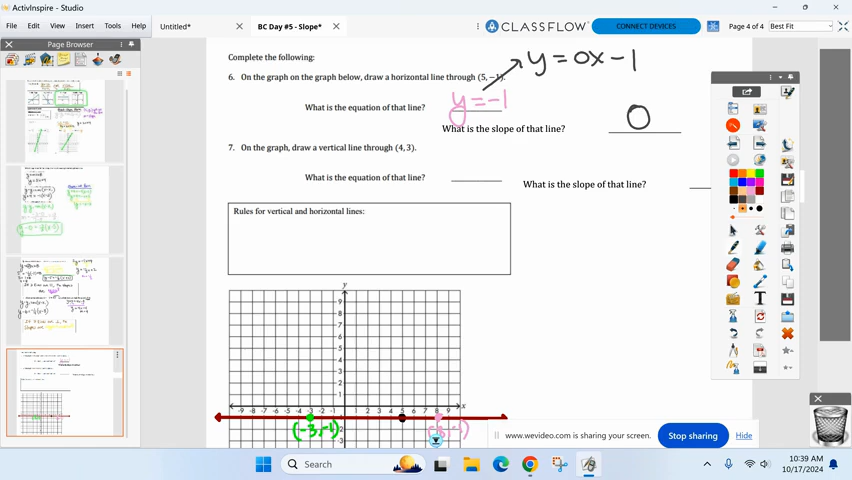 ActivInspire - Studio
File Edit View Insert Tools Help
Untitled*
BC Day #5 - Slope*
CLASSFLOW
CONNECT DEVICES
Page 4 of 4
Best Fit
Page Browser
Complete the following:
y = 0x - 1
6. On the graph on the graph below, draw a horizontal line through (5, −1).
What is the equation of that line?
y = -1
What is the slope of that line?
0
7. On the graph, draw a vertical line through (4, 3).
What is the equation of that line?
What is the slope of that line?
Rules for vertical and horizontal lines:
y
9
8
7
6
5
4
3
2
1
-9 -8 -7 -6 -5 -4 -3 -2 -1
1 2 3 4 5 6 7 8 9
x
(-3,-1)
www.wevideo.com is sharing your screen.
Stop sharing
Hide
Search
10:39 AM
10/17/2024